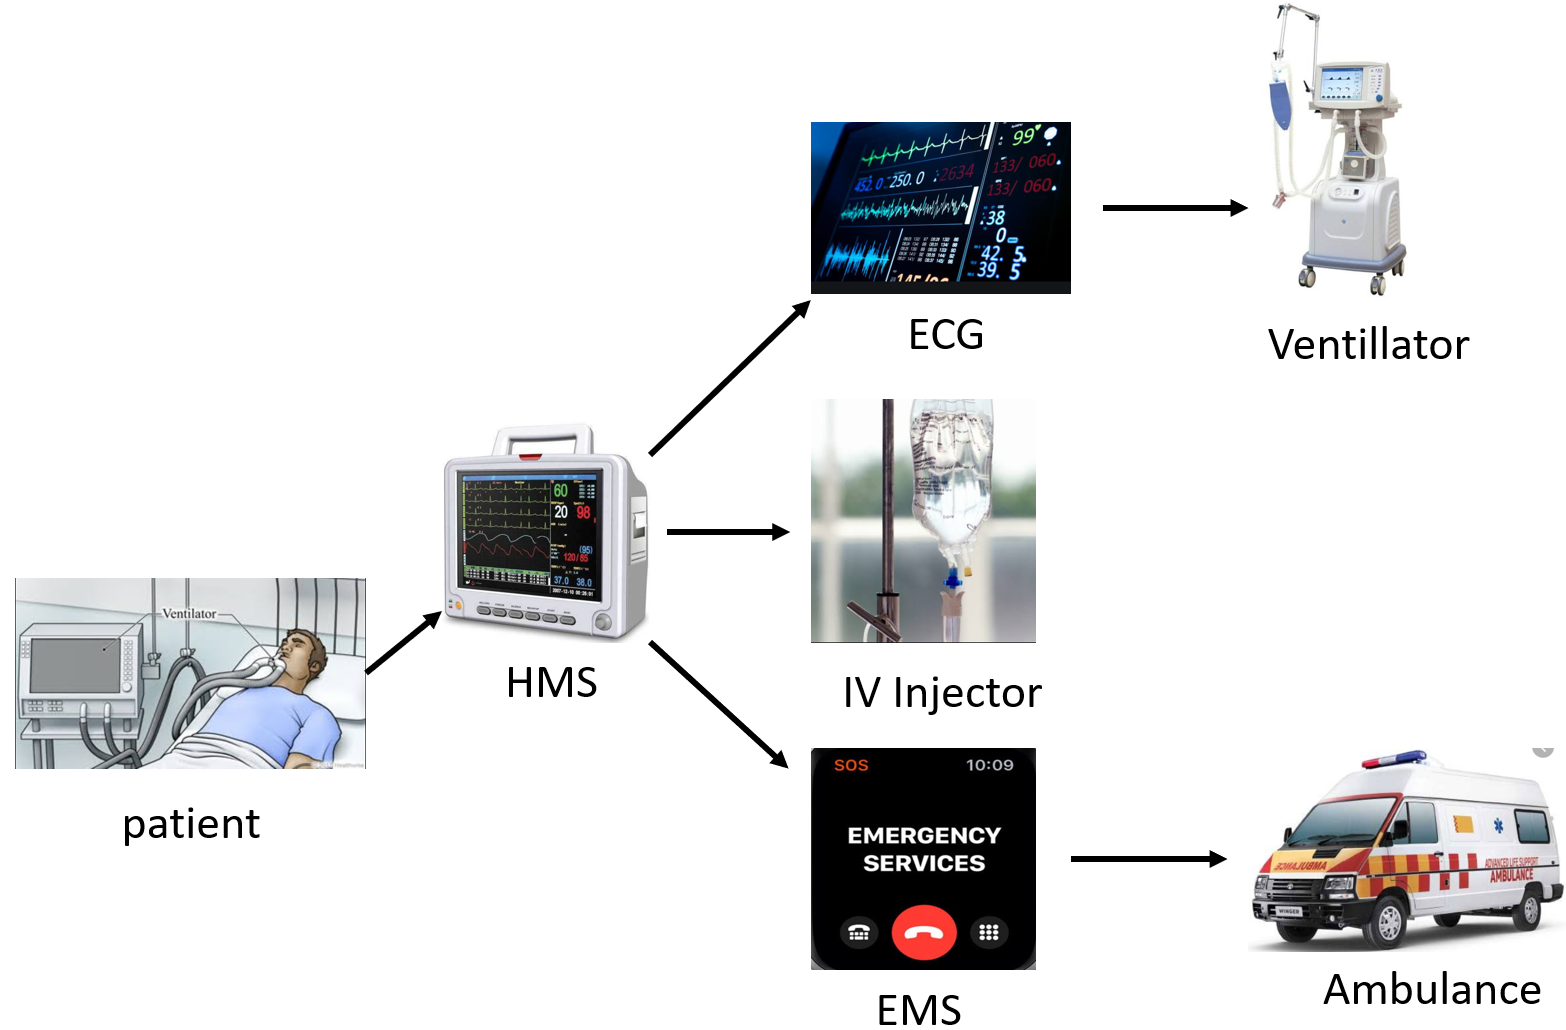 99
452.0 250.0 :2634
133/ 060
133/ 060
38
0
42. 5
39. 5
ECG
Ventillator
60
20 98
(95)
120/85
37.0 38.0
HMS
Ventilator
patient
IV Injector
SOS 10:09
EMERGENCY
SERVICES
EMS
AMBULANCE
ADVANCED LIFE SUPPORT
AMBULANCE
WINGER
Ambulance